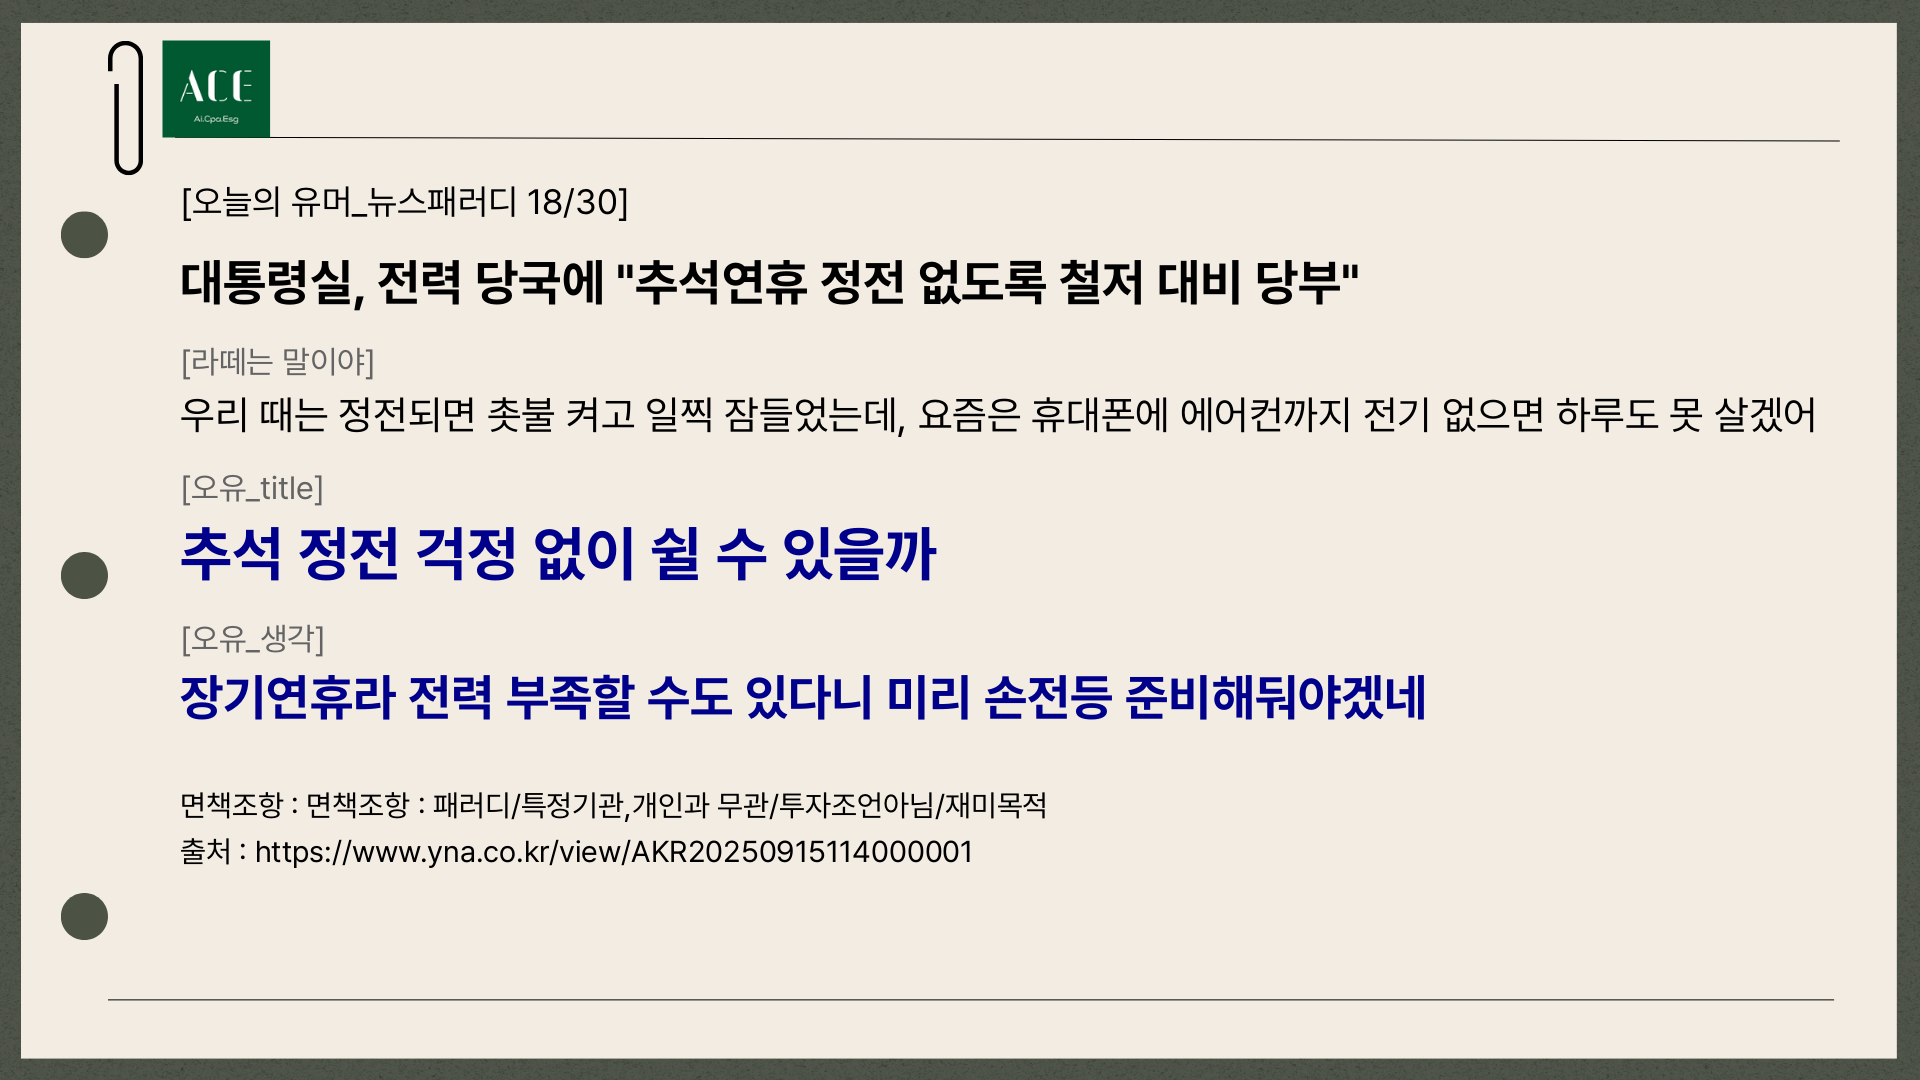 ACE
Ai.Cpa.Esg
[오늘의 유머_뉴스패러디 18/30]
대통령실, 전력 당국에 "추석연휴 정전 없도록 철저 대비 당부"
[라떼는 말이야]
우리 때는 정전되면 촛불 켜고 일찍 잠들었는데, 요즘은 휴대폰에 에어컨까지 전기 없으면 하루도 못 살겠어
[오유_title]
추석 정전 걱정 없이 쉴 수 있을까
[오유_생각]
장기연휴라 전력 부족할 수도 있다니 미리 손전등 준비해둬야겠네
면책조항 : 면책조항 : 패러디/특정기관,개인과 무관/투자조언아님/재미목적
출처 : https://www.yna.co.kr/view/AKR20250915114000001